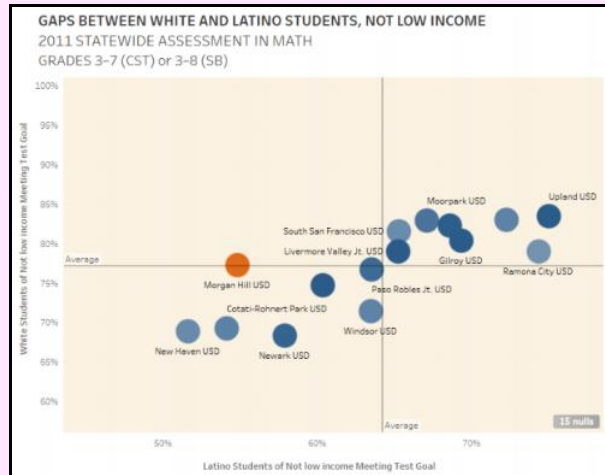 GAPS BETWEEN WHITE AND LATINO STUDENTS, NOT LOW INCOME
2011 STATEWIDE ASSESSMENT IN MATH
GRADES 3-7 (CST) or 3-8 (SB)
100%
95%
90%
85%
80%
75%
70%
65%
60%
White Students of Not low income Meeting Test Goal
Moorpark USD
Upland USD
South San Francisco USD
Livermore Valley Jt. USD
Gilroy USD
Ramona City USD
Average
Morgan Hill USD
Paso Robles Jt. USD
Cotati-Rohnert Park USD
Windsor USD
New Haven USD
Newark USD
Average
15 nulls
50%
60%
70%
Latino Students of Not low income Meeting Test Goal